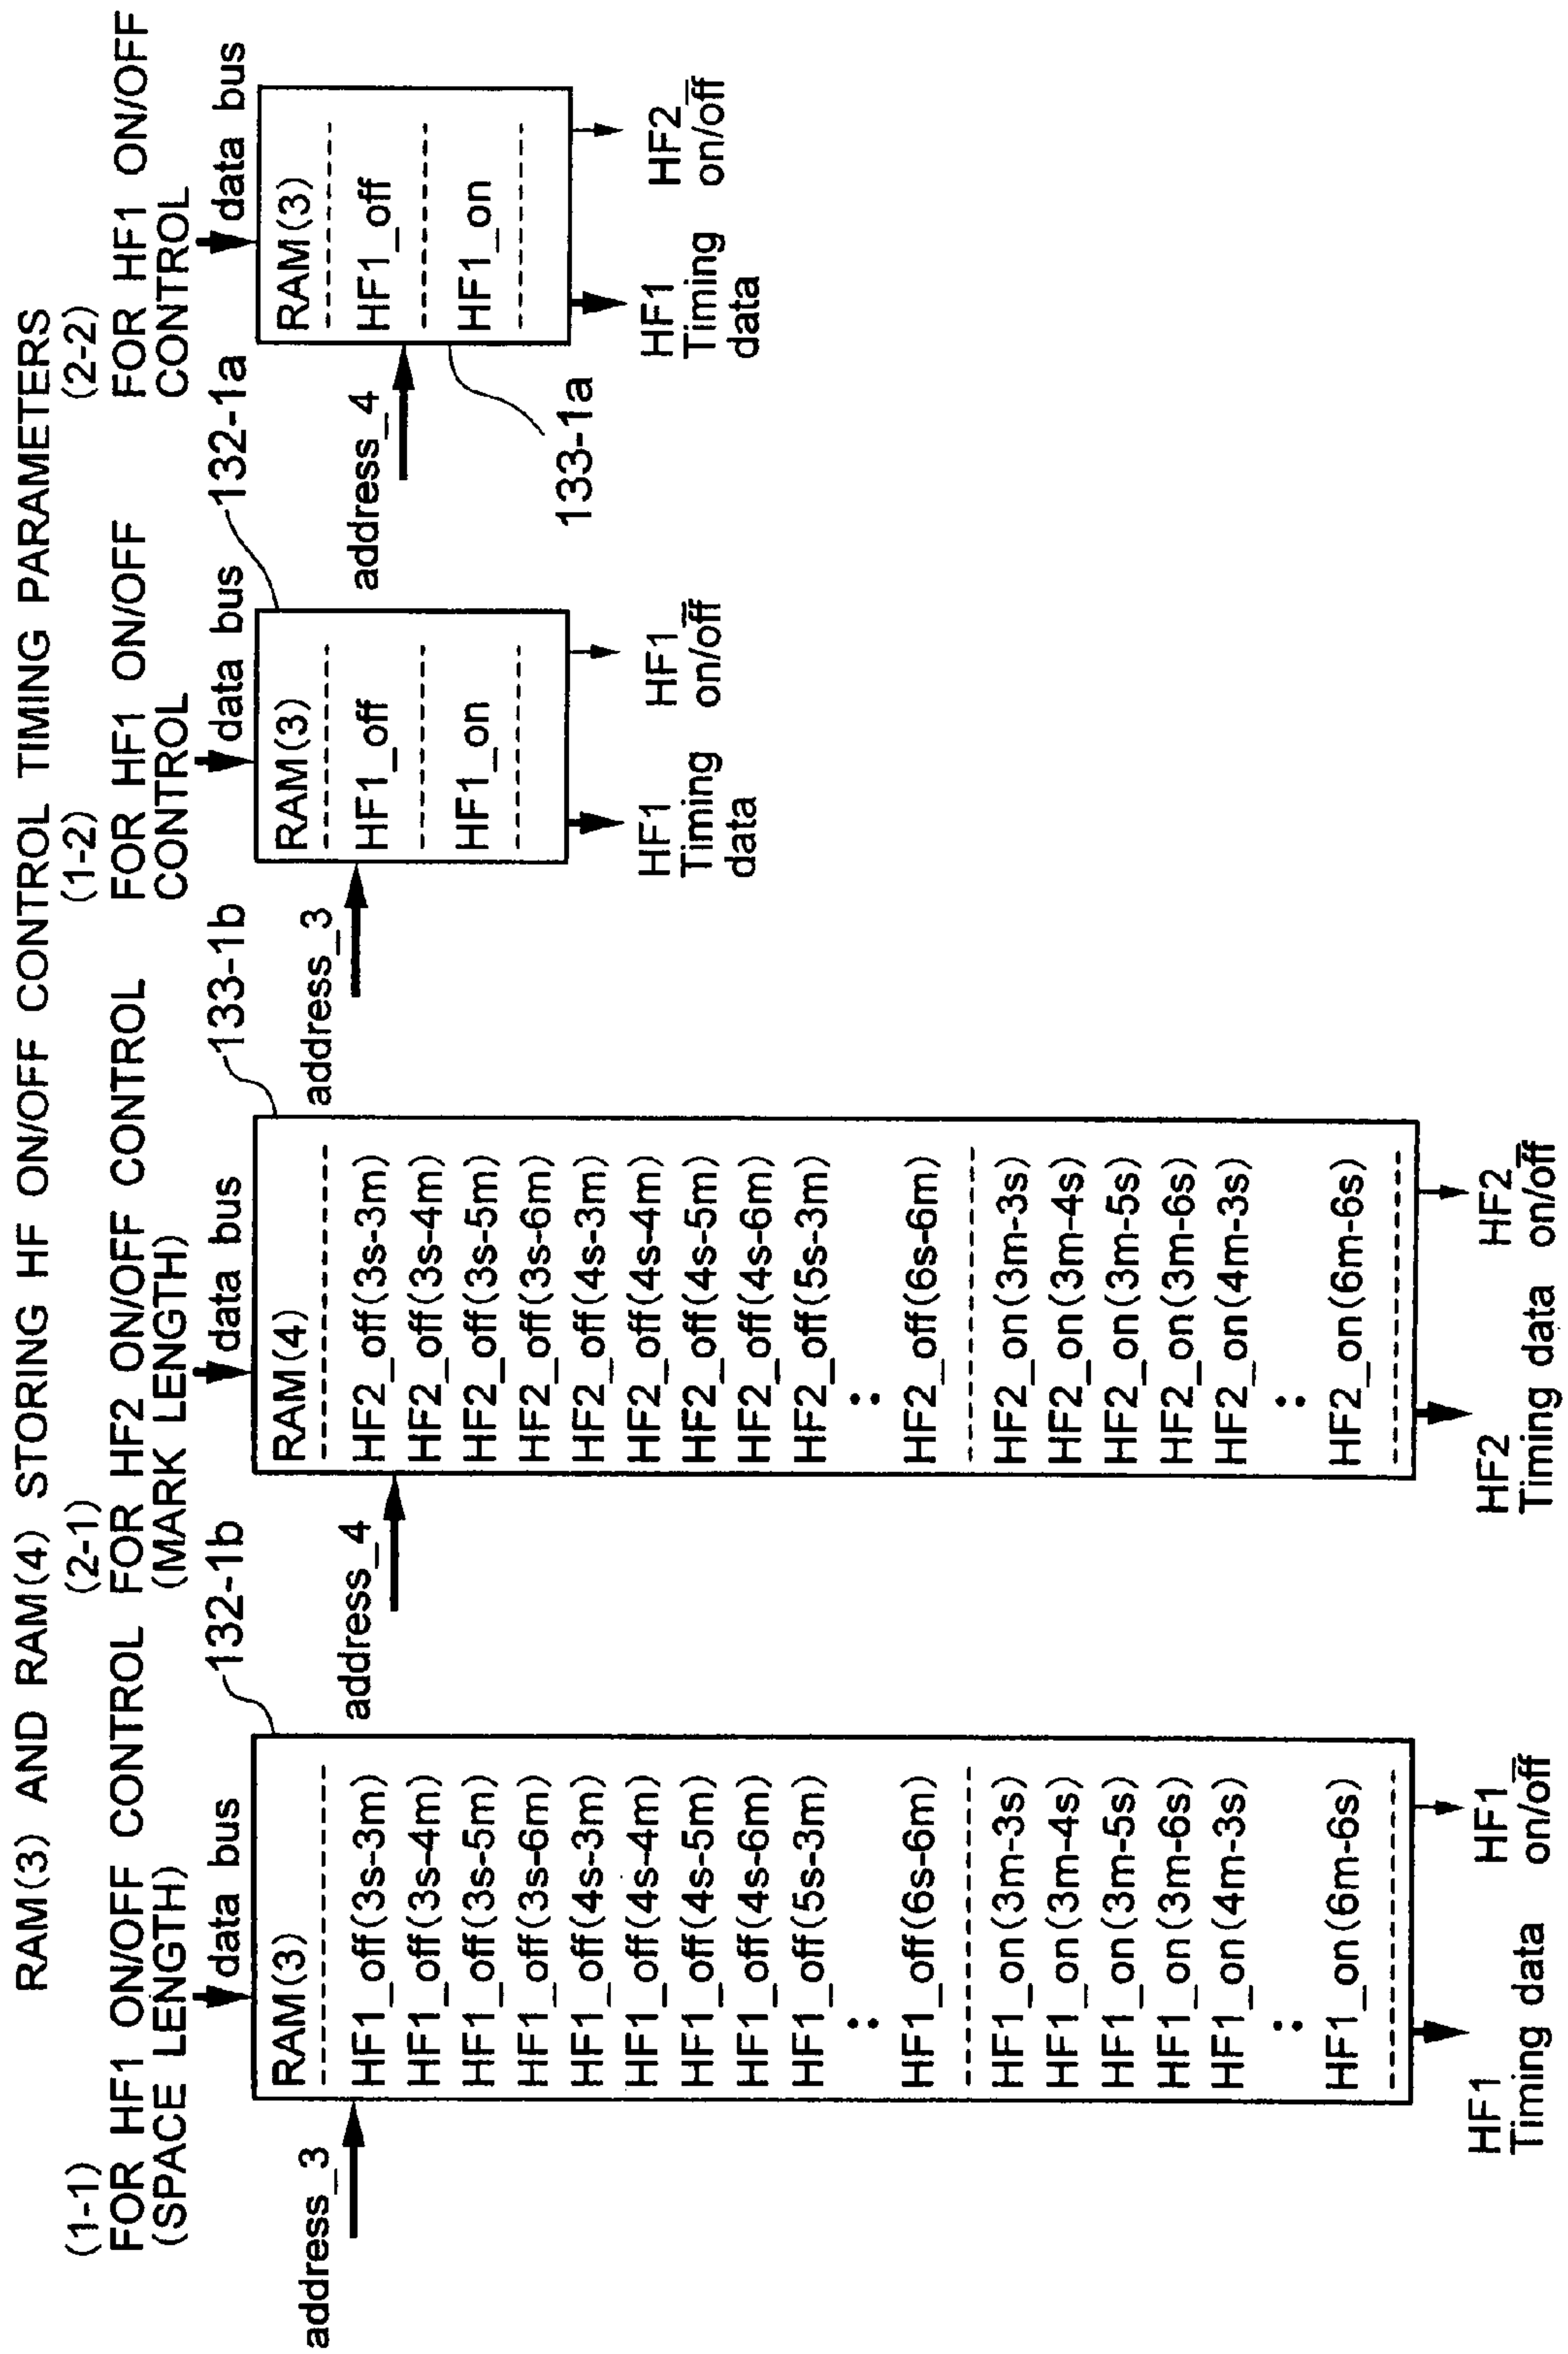 RAM(3) AND RAM(4) STORING HF ON/OFF CONTROL TIMING PARAMETERS
(1-1)
FOR HF1 ON/OFF CONTROL
(SPACE LENGTH)
132-1b
data bus
address_3
RAM(3)
HF1_off(3s-3m)
HF1_off(3s-4m)
HF1_off(3s-5m)
HF1_off(3s-6m)
HF1_off(4s-3m)
HF1_off(4s-4m)
HF1_off(4s-5m)
HF1_off(4s-6m)
HF1_off(5s-3m)
:
HF1_off(6s-6m)
HF1_on(3m-3s)
HF1_on(3m-4s)
HF1_on(3m-5s)
HF1_on(3m-6s)
HF1_on(4m-3s)
:
HF1_on(6m-6s)
HF1
Timing data
HF1
on/off
(2-1)
FOR HF2 ON/OFF CONTROL
(MARK LENGTH)
133-1b
data bus
address_4
RAM(4)
HF2_off(3s-3m)
HF2_off(3s-4m)
HF2_off(3s-5m)
HF2_off(3s-6m)
HF2_off(4s-3m)
HF2_off(4s-4m)
HF2_off(4s-5m)
HF2_off(4s-6m)
HF2_off(5s-3m)
:
HF2_off(6s-6m)
HF2_on(3m-3s)
HF2_on(3m-4s)
HF2_on(3m-5s)
HF2_on(3m-6s)
HF2_on(4m-3s)
:
HF2_on(6m-6s)
HF2
Timing data
HF2
on/off
(1-2)
FOR HF1 ON/OFF
CONTROL
132-1a
data bus
address_3
RAM(3)
HF1_off
HF1_on
HF1
Timing
data
HF1
on/off
(2-2)
FOR HF1 ON/OFF
CONTROL
data bus
address_4
133-1a
RAM(3)
HF1_off
HF1_on
HF1
Timing
data
HF2
on/off